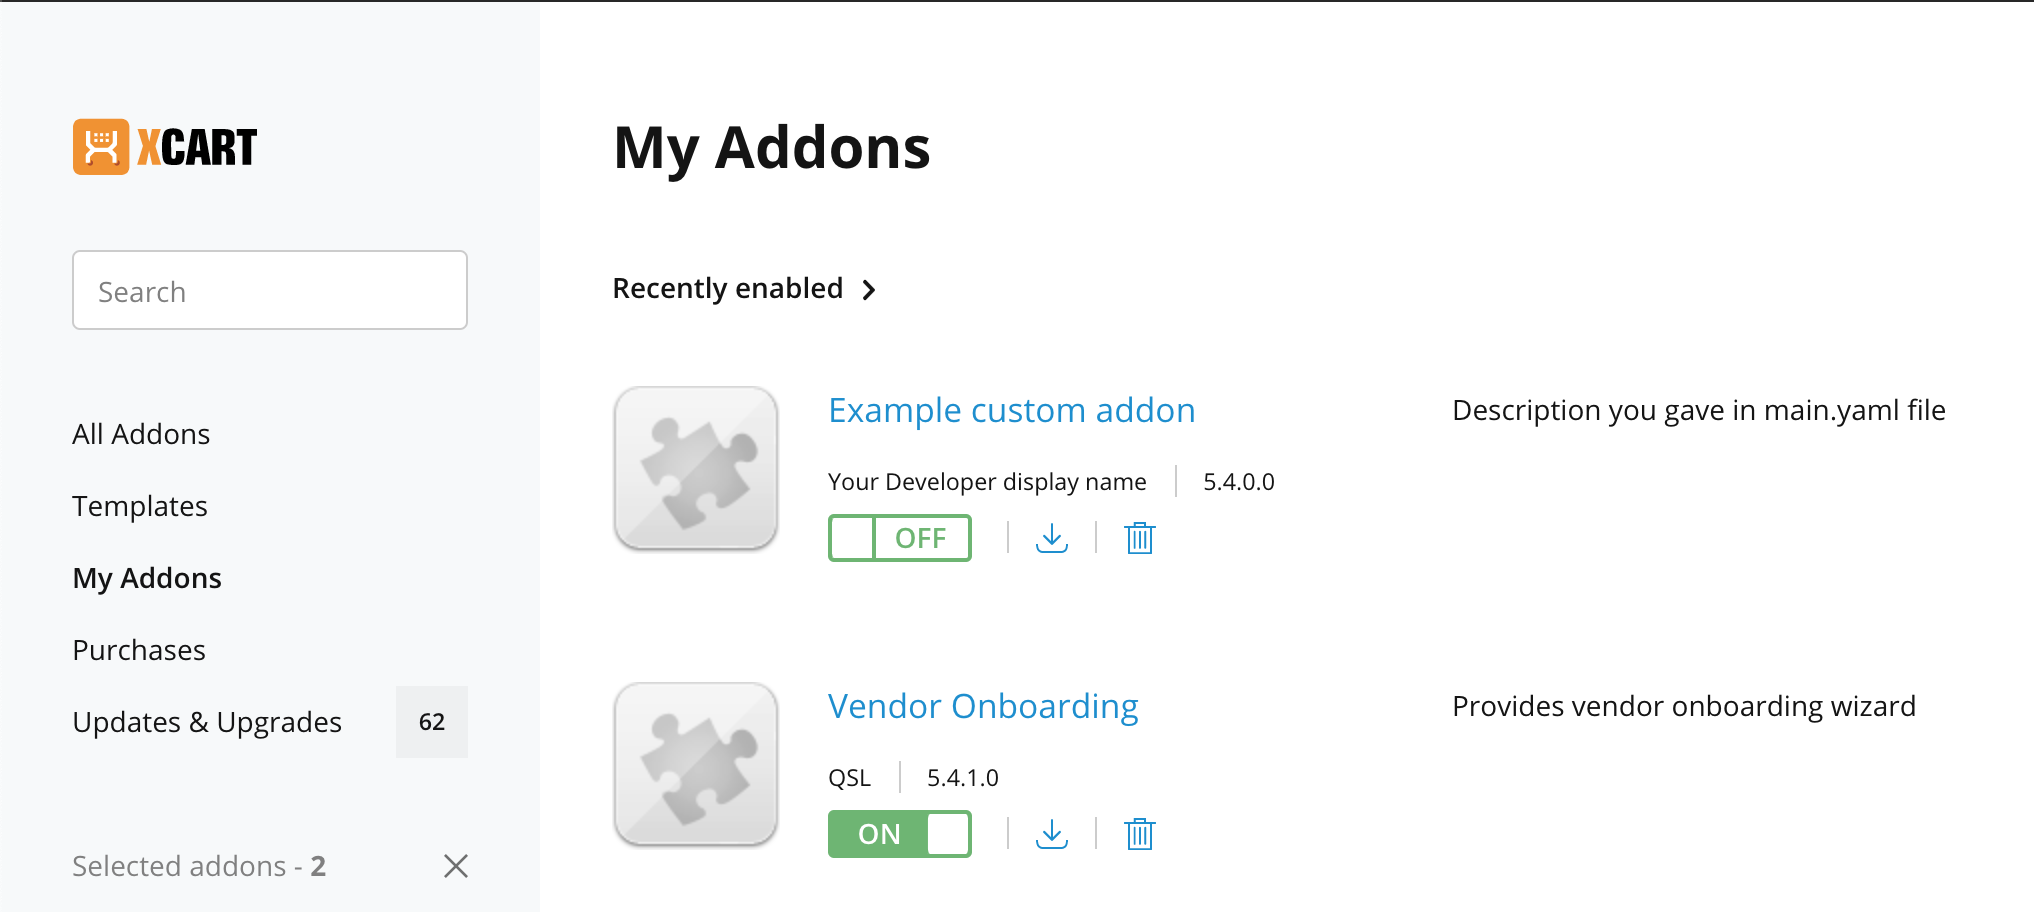 XCART
Search
All Addons
Templates
My Addons
Purchases
Updates & Upgrades 62
Selected addons - 2
My Addons
Recently enabled
Example custom addon
Your Developer display name 5.4.0.0
OFF
Description you gave in main.yaml file
Vendor Onboarding
QSL 5.4.1.0
ON
Provides vendor onboarding wizard